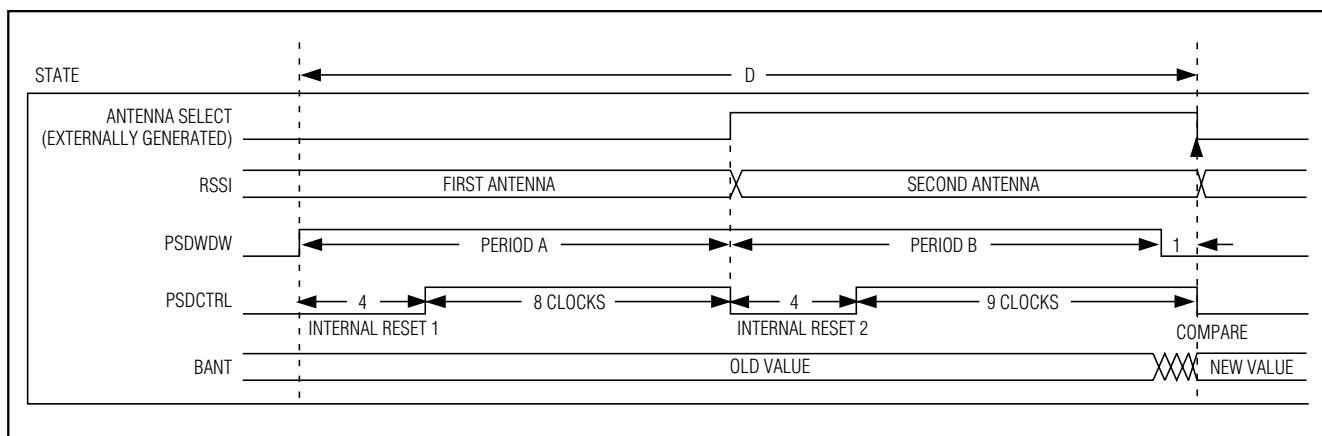 STATE
D
ANTENNA SELECT
(EXTERNALLY GENERATED)
RSSI
FIRST ANTENNA
SECOND ANTENNA
PSDWDW
PERIOD A
PERIOD B
1
PSDCTRL
4
8 CLOCKS
4
9 CLOCKS
INTERNAL RESET 1
INTERNAL RESET 2
COMPARE
BANT
OLD VALUE
NEW VALUE